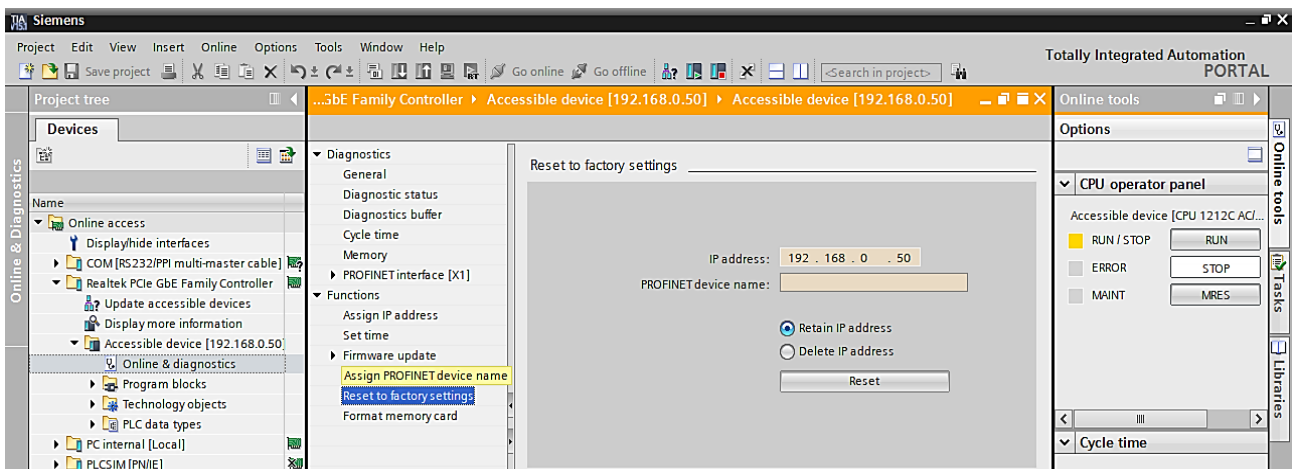 TIA
V15.1
Siemens
Project Edit View Insert Online Options Tools Window Help
Save project
Go online
Go offline
<Search in project>
Totally Integrated Automation
PORTAL
Online & Diagnostics
Project tree
Devices
Name
Online access
Display/hide interfaces
COM [RS232/PPI multi-master cable]
Realtek PCIe GbE Family Controller
Update accessible devices
Display more information
Accessible device [192.168.0.50]
Online & diagnostics
Program blocks
Technology objects
PLC data types
PC internal [Local]
PLCSIM [PN/IE]
...GbE Family Controller Accessible device [192.168.0.50] Accessible device [192.168.0.50]
Diagnostics
General
Diagnostic status
Diagnostics buffer
Cycle time
Memory
PROFINET interface [X1]
Functions
Assign IP address
Set time
Firmware update
Assign PROFINET device name
Reset to factory settings
Format memory card
Reset to factory settings
IP address: 192 . 168 . 0 . 50
PROFINET device name:
Retain IP address
Delete IP address
Reset
Online tools
Options
CPU operator panel
Accessible device [CPU 1212C AC/...
RUN / STOP RUN
ERROR STOP
MAINT MRES
Cycle time
Online tools
Tasks
Libraries